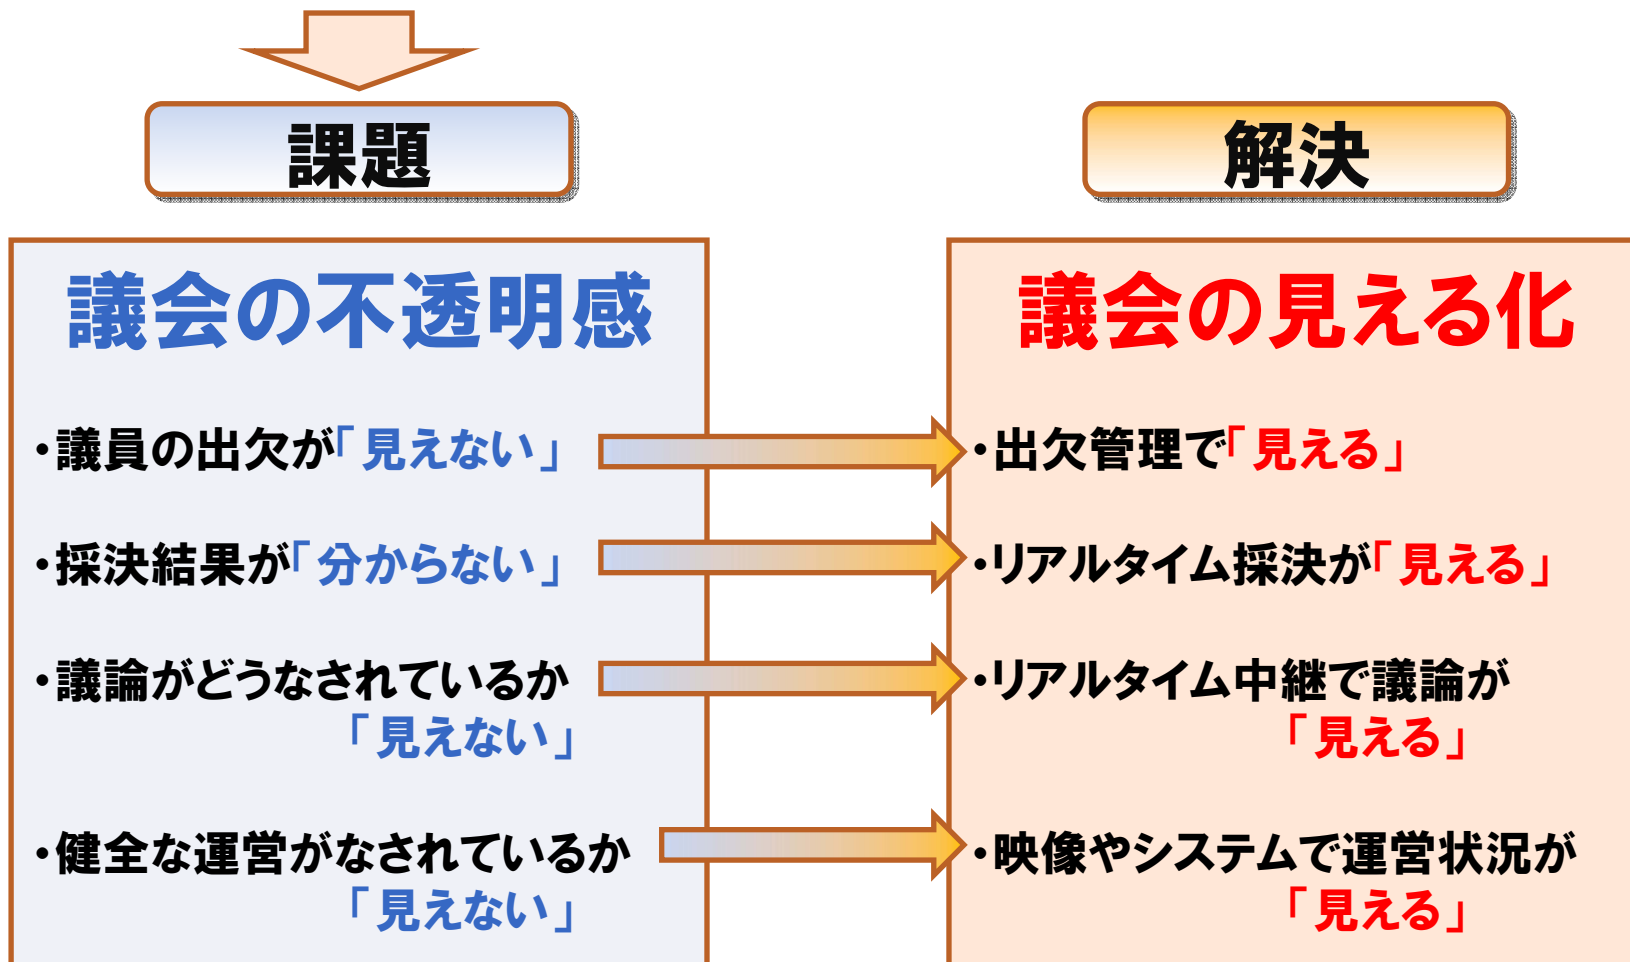 課題
議会の不透明感
・議員の出欠が「見えない」
・採決結果が「分からない」
・議論がどうなされているか
「見えない」
・健全な運営がなされているか
「見えない」
解決
議会の見える化
・出欠管理で「見える」
・リアルタイム採決が「見える」
・リアルタイム中継で議論が
「見える」
・映像やシステムで運営状況が
「見える」